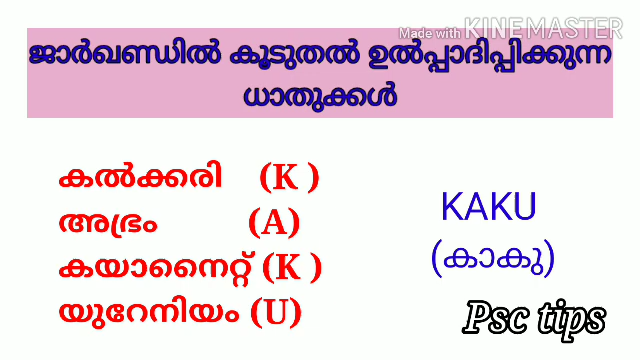 Made with KINEMASTER
ജാർഖണ്ഡിൽ കൂടുതൽ ഉൽപ്പാദിപ്പിക്കുന്ന
ധാതുക്കൾ
കൽക്കരി (K )
അഭ്രം (A)
കയാനൈറ്റ് (K )
യുറേനിയം (U)
KAKU
(കാകു)
Psc tips